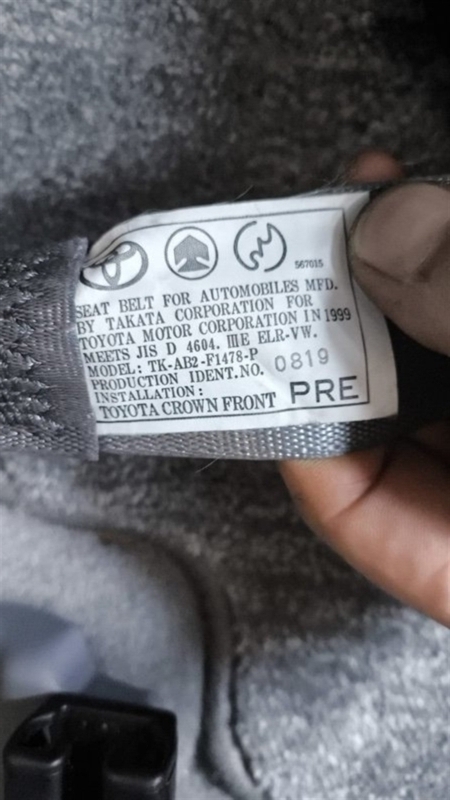 567015
SEAT BELT FOR AUTOMOBILES MFD.
BY TAKATA CORPORATION FOR
TOYOTA MOTOR CORPORATION IN 1999
MEETS JIS D 4604. ⅢE ELR-VW.
MODEL: TK-AB2-F1478-P
PRODUCTION IDENT.NO. 0819
INSTALLATION:
TOYOTA CROWN FRONT PRE